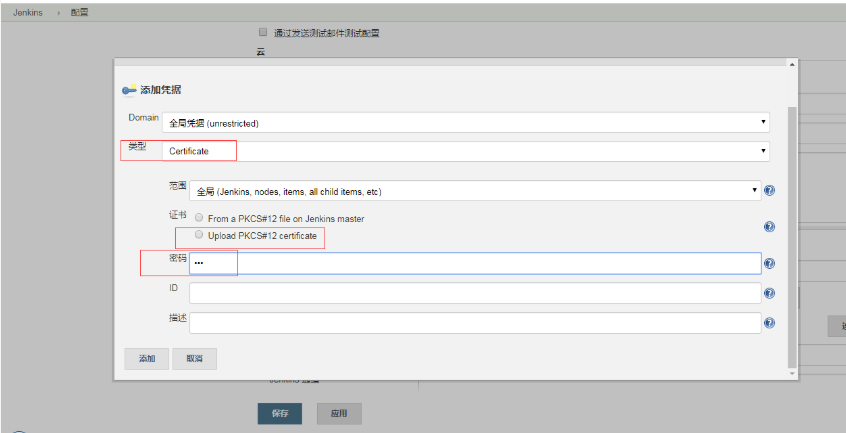 Jenkins › 配置
通过发送测试邮件测试配置
云
添加凭据
Domain 全局凭据 (unrestricted)
类型 Certificate
范围 全局 (Jenkins, nodes, items, all child items, etc)
证书 From a PKCS#12 file on Jenkins master
Upload PKCS#12 certificate
密码 •••
ID
描述
添加 取消
保存 应用